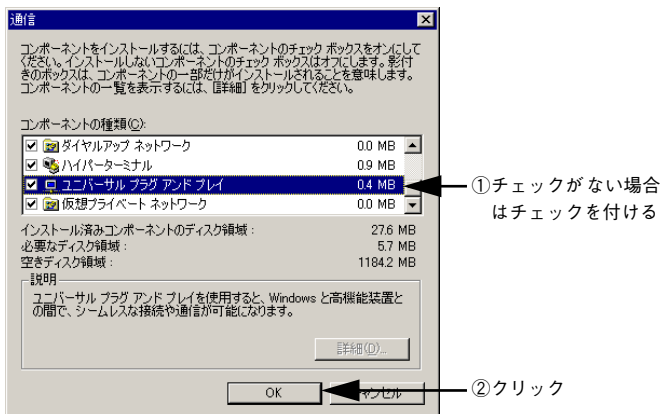 通信
コンポーネントをインストールするには、コンポーネントのチェック ボックスをオンにして
ください。インストールしないコンポーネントのチェック ボックスはオフにします。影付
きのボックスは、コンポーネントの一部だけがインストールされることを意味します。
コンポーネントの一覧を表示するには、[詳細] をクリックしてください。
コンポーネントの種類(C):
ダイヤルアップ ネットワーク 0.0 MB
ハイパーターミナル 0.9 MB
ユニバーサル プラグ アンド プレイ 0.4 MB
仮想プライベート ネットワーク 0.0 MB
①チェックがない場合
はチェックを付ける
インストール済みコンポーネントのディスク領域: 27.6 MB
必要なディスク領域: 5.7 MB
空きディスク領域: 1184.2 MB
説明
ユニバーサル プラグ アンド プレイを使用すると、Windows と高機能装置と
の間で、シームレスな接続や通信が可能になります。
詳細(D)...
OK
ャンセル
②クリック